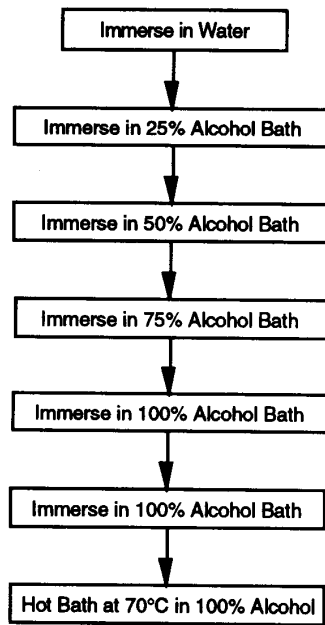 Immerse in Water
Immerse in 25% Alcohol Bath
Immerse in 50% Alcohol Bath
Immerse in 75% Alcohol Bath
Immerse in 100% Alcohol Bath
Immerse in 100% Alcohol Bath
Hot Bath at 70°C in 100% Alcohol